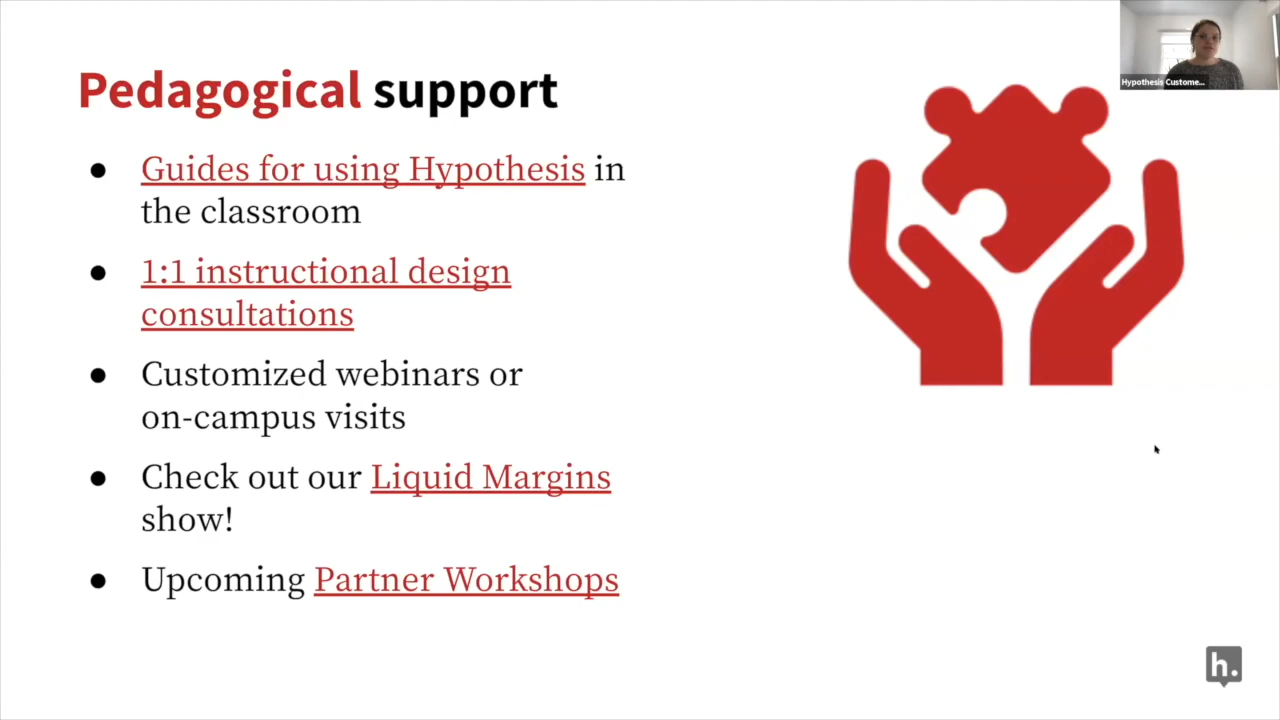 Pedagogical support
● Guides for using Hypothesis in
the classroom
● 1:1 instructional design
consultations
● Customized webinars or
on-campus visits
● Check out our Liquid Margins
show!
● Upcoming Partner Workshops
Hypothesis Custome...
h.